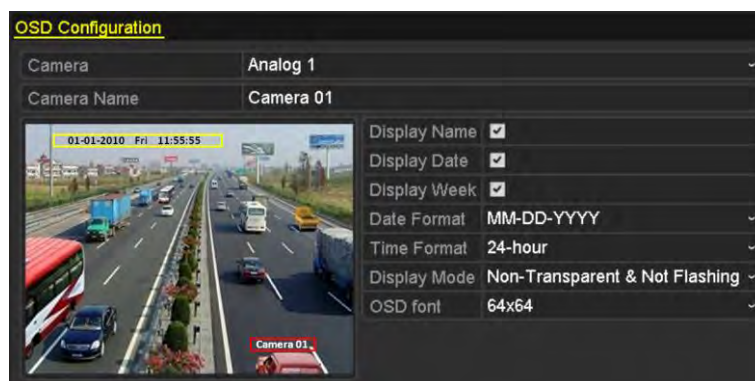 OSD Configuration
Camera Analog 1
Camera Name Camera 01
01-01-2010 Fri 11:55:55
Camera 01
Display Name
Display Date
Display Week
Date Format MM-DD-YYYY
Time Format 24-hour
Display Mode Non-Transparent & Not Flashing
OSD font 64x64